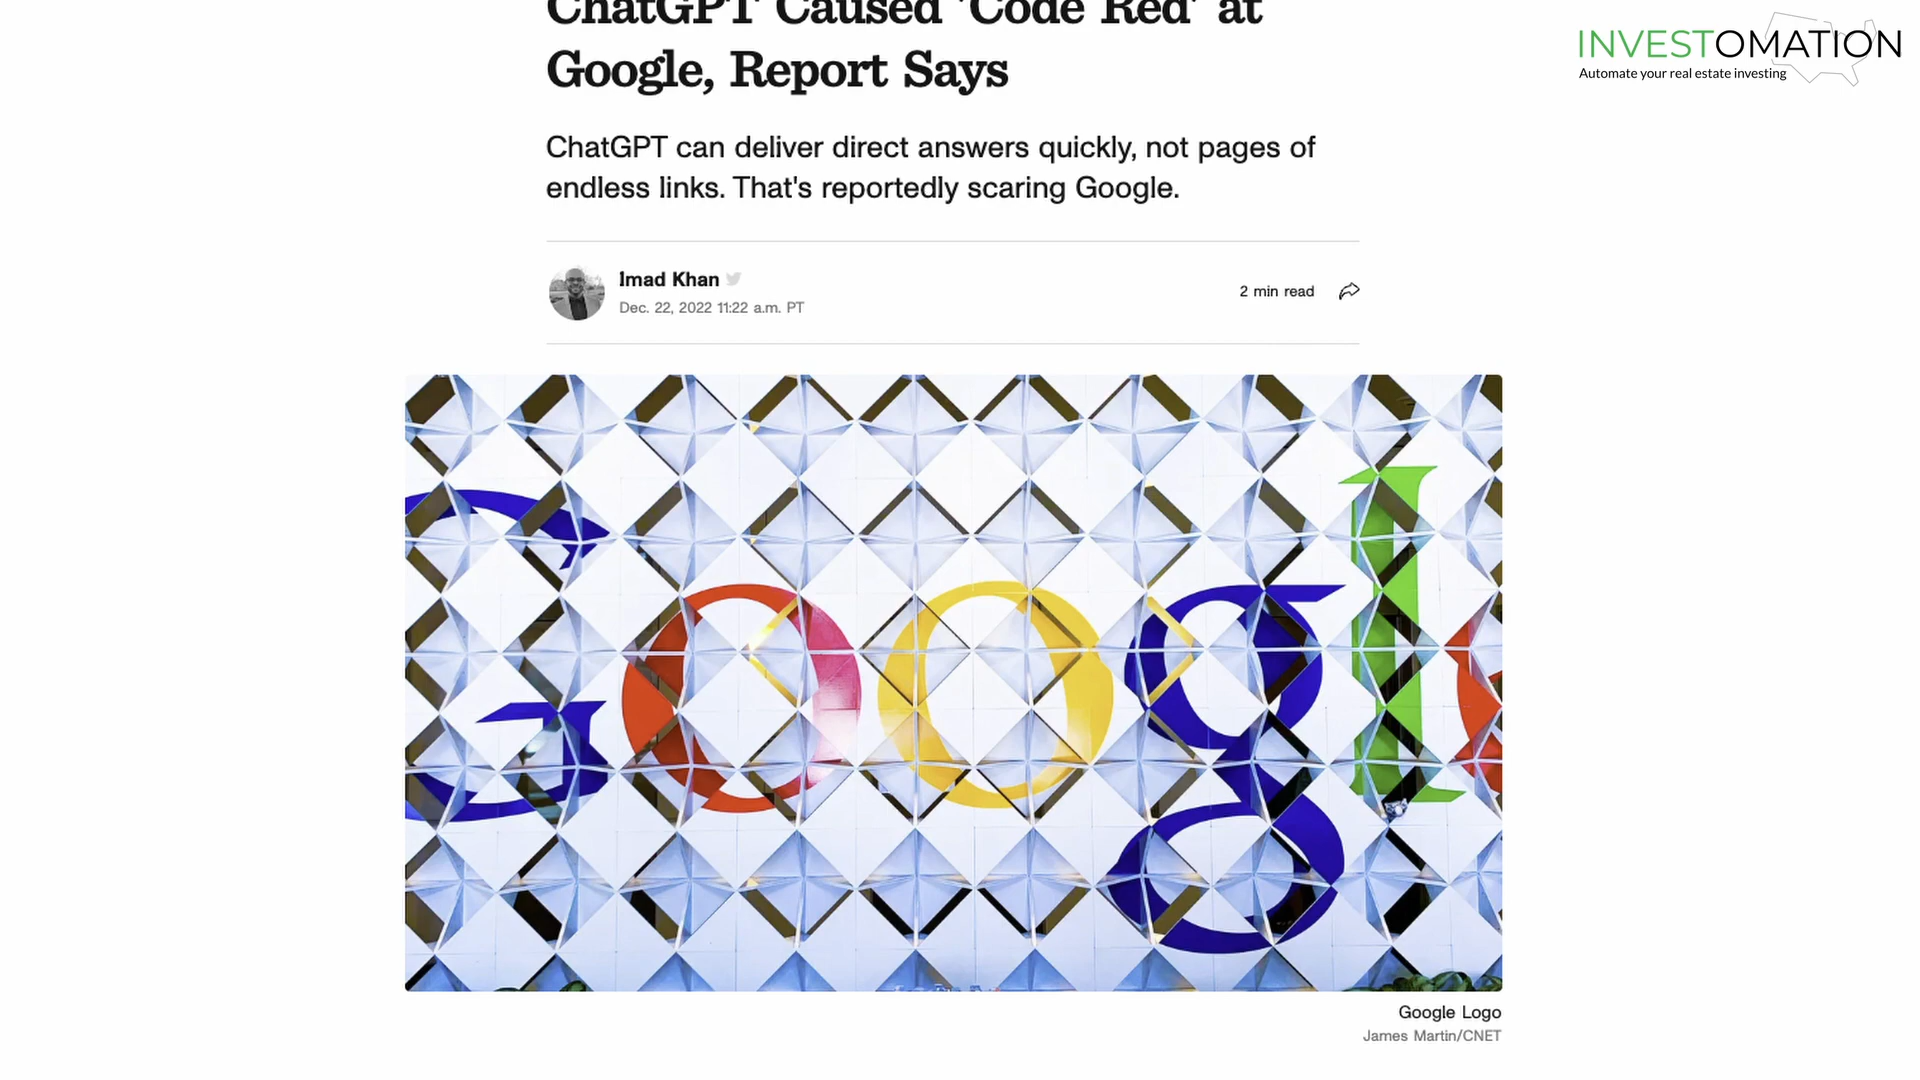 ChatGPT Caused 'Code Red' at
Google, Report Says
INVESTOMATION
Automate your real estate investing
ChatGPT can deliver direct answers quickly, not pages of
endless links. That's reportedly scaring Google.
Imad Khan
Dec. 22, 2022 11:22 a.m. PT
2 min read
Google
Google Logo
James Martin/CNET